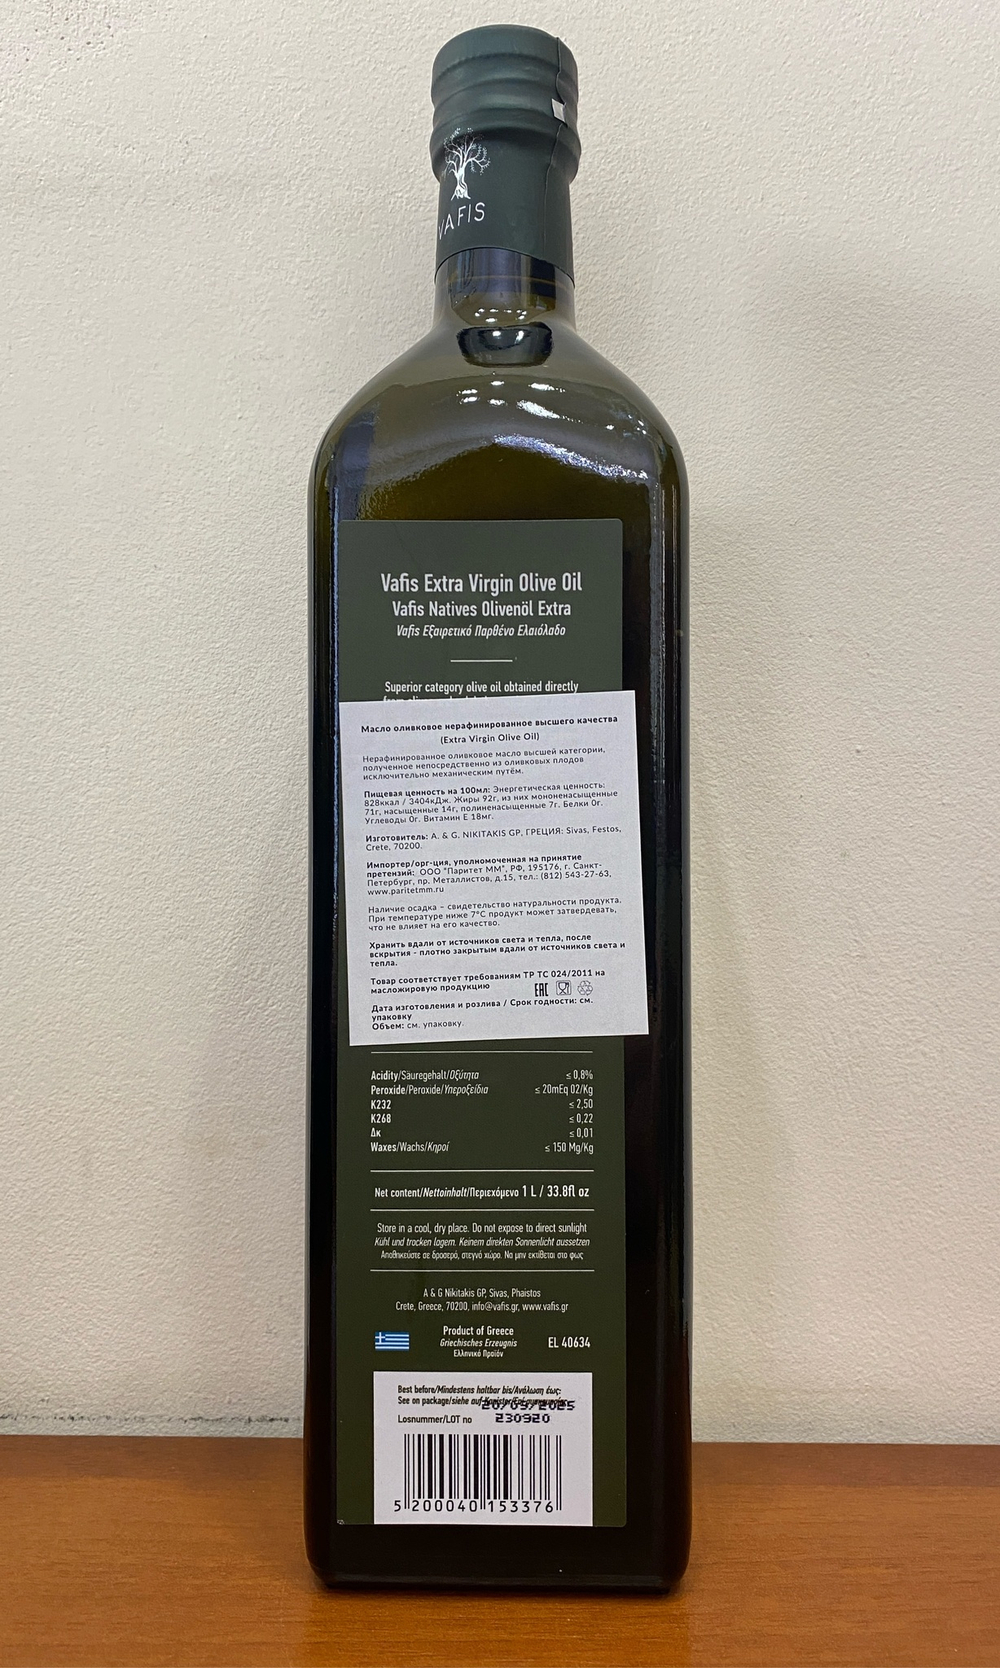 VAFIS
Vafis Extra Virgin Olive Oil
Vafis Natives Olivenöl Extra
Vafis Εξαιρετικό Παρθένο Ελαιόλαδο
Superior category olive oil obtained directly
Масло оливковое нерафинированное высшего качества
(Extra Virgin Olive Oil)
Нерафинированное оливковое масло высшей категории,
полученное непосредственно из оливковых плодов
исключительно механическим путём.
Пищевая ценность на 100мл: Энергетическая ценность:
828ккал / 3404кДж. Жиры 92г, из них мононенасыщенные
71г, насыщенные 14г, полиненасыщенные 7г. Белки 0г.
Углеводы 0г. Витамин Е 18мг.
Изготовитель: A. & G. NIKITAKIS GP, ГРЕЦИЯ: Sivas, Festos,
Crete, 70200.
Импортер/орг-ция, уполномоченная на принятие
претензий: ООО "Паритет ММ", РФ, 195176, г. Санкт-
Петербург, пр. Металлистов, д.15, тел.: (812) 543-27-63,
www.paritetmm.ru
Наличие осадка – свидетельство натуральности продукта.
При температуре ниже 7°С продукт может затвердевать,
что не влияет на его качество.
Хранить вдали от источников света и тепла, после
вскрытия - плотно закрытым вдали от источников света и
тепла.
Товар соответствует требованиям ТР ТС 024/2011 на
масложировую продукцию
EAC
Дата изготовления и розлива / Срок годности: см.
упаковку
Объем: см. упаковку.
Acidity/Säuregehalt/Οξύτητα ≤ 0,8%
Peroxide/Peroxide/Υπεροξείδια ≤ 20mEq O2/Kg
K232 ≤ 2,50
K268 ≤ 0,22
Δκ ≤ 0,01
Waxes/Wachs/Κηροί ≤ 150 Mg/Kg
Net content/Nettoinhalt/Περιεχόμενο 1 L / 33.8fl oz
Store in a cool, dry place. Do not expose to direct sunlight
Kühl und trocken lagern. Keinem direkten Sonnenlicht aussetzen
Αποθηκεύστε σε δροσερό, στεγνό χώρο. Να μην εκτίθεται στο φως
A & G Nikitakis GP, Sivas, Phaistos
Crete, Greece, 70200, info@vafis.gr, www.vafis.gr
Product of Greece
Griechisches Erzeugnis
Ελληνικό Προϊόν
EL 40634
Best before/Mindestens haltbar bis/Ανάλωση έως:
See on package/siehe auf
20/09/2025
Losnummer/LOT no 230920
5 200040 153376